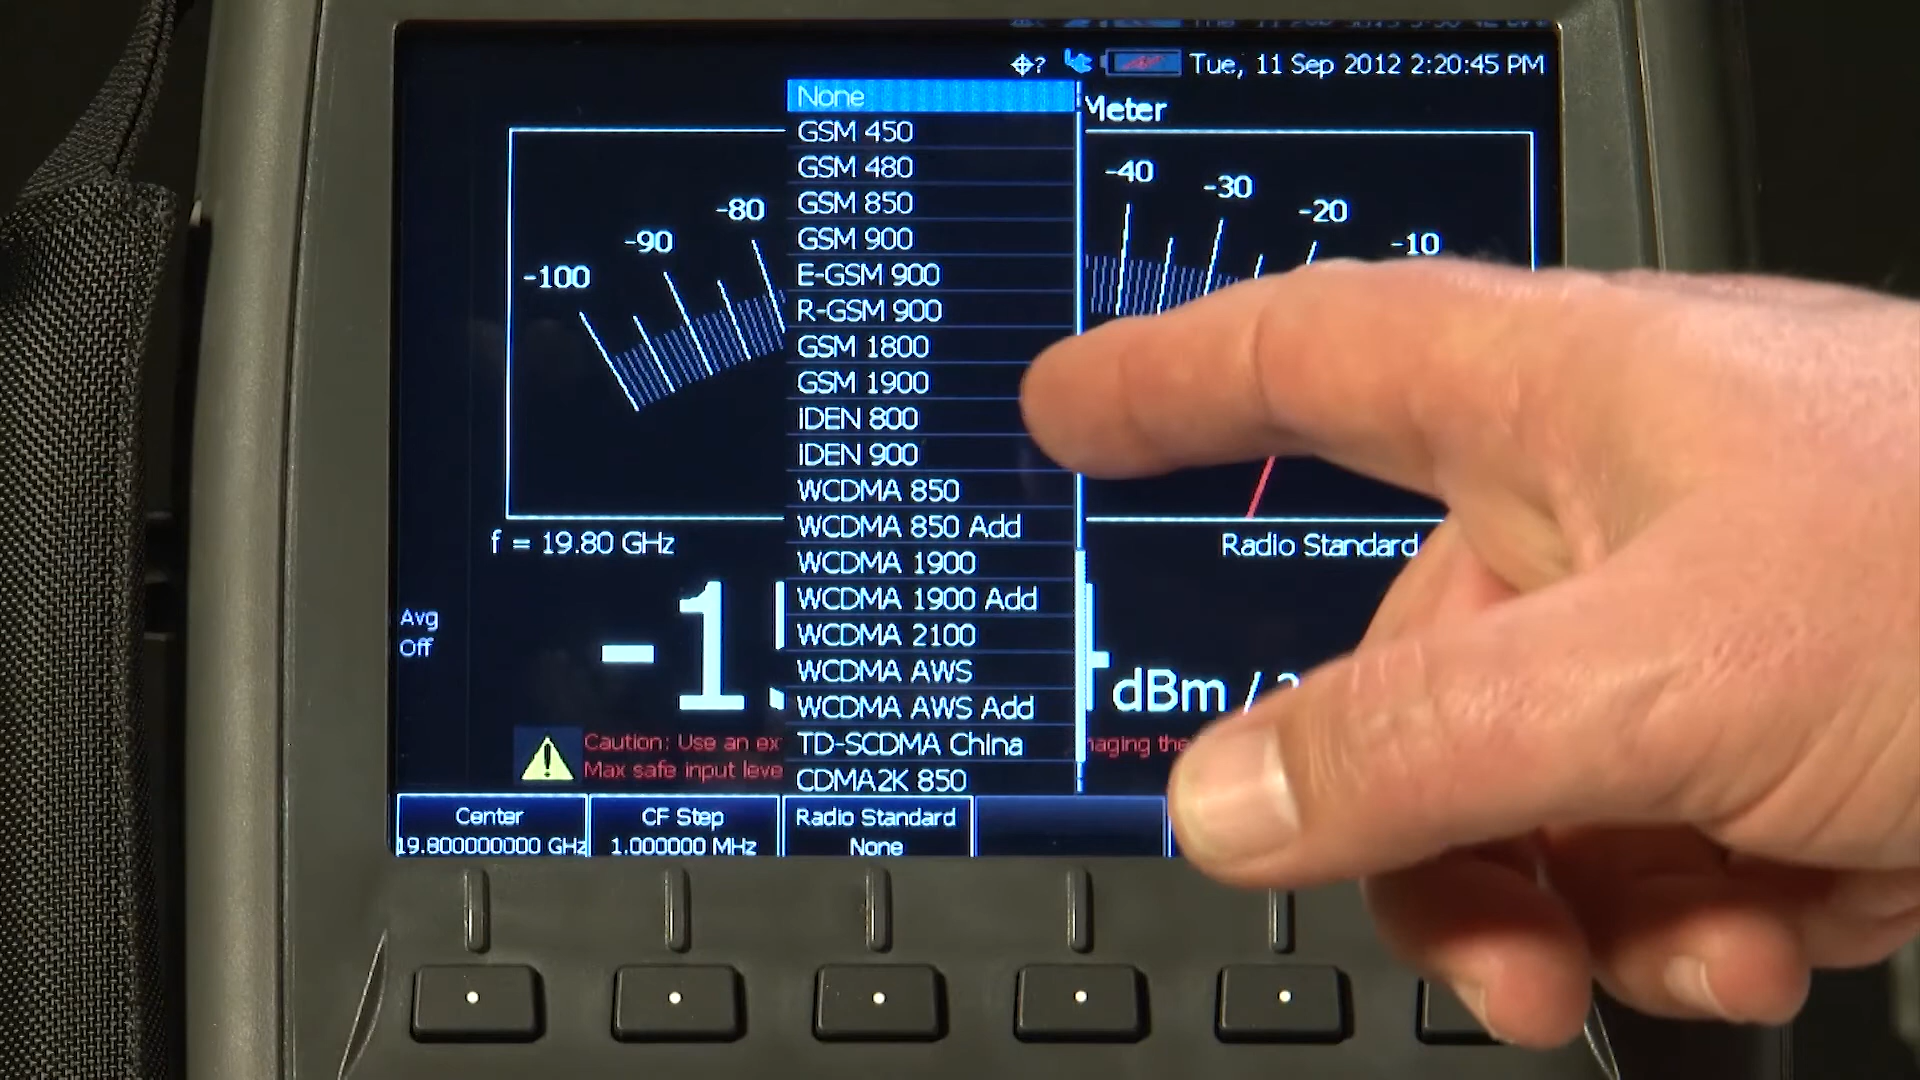 ? Tue, 11 Sep 2012 2:20:45 PM
Meter
None
GSM 450
GSM 480
GSM 850
GSM 900
E-GSM 900
R-GSM 900
GSM 1800
GSM 1900
IDEN 800
IDEN 900
WCDMA 850
WCDMA 850 Add
WCDMA 1900
WCDMA 1900 Add
WCDMA 2100
WCDMA AWS
WCDMA AWS Add
TD-SCDMA China
CDMA2K 850
-100 -90 -80 -40 -30 -20 -10
f = 19.80 GHz Radio Standard
Avg
Off
-1. dBm /
Caution: Use an
Max safe input
Center
19.800000000 GHz
CF Step
1.000000 MHz
Radio Standard
None